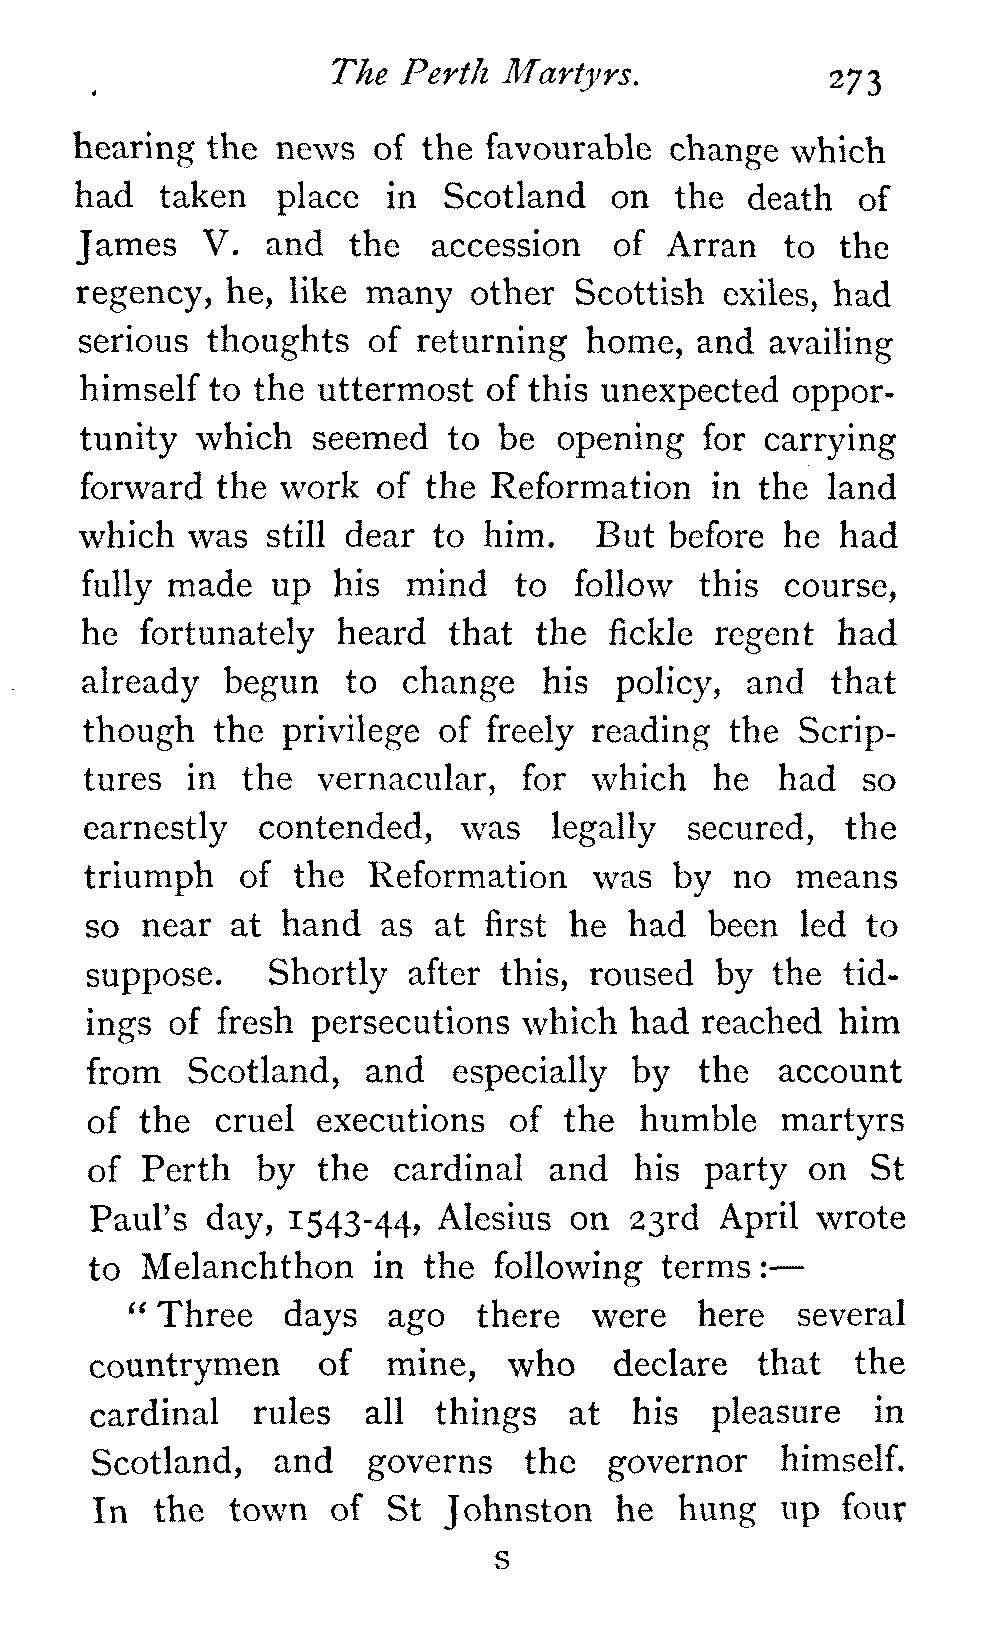 The Perth Martyrs. 273
hearing the news of the favourable change which
had taken place in Scotland on the death of
James V. and the accession of Arran to the
regency, he, like many other Scottish exiles, had
serious thoughts of returning home, and availing
himself to the uttermost of this unexpected oppor-
tunity which seemed to be opening for carrying
forward the work of the Reformation in the land
which was still dear to him. But before he had
fully made up his mind to follow this course,
he fortunately heard that the fickle regent had
already begun to change his policy, and that
though the privilege of freely reading the Scrip-
tures in the vernacular, for which he had so
earnestly contended, was legally secured, the
triumph of the Reformation was by no means
so near at hand as at first he had been led to
suppose. Shortly after this, roused by the tid-
ings of fresh persecutions which had reached him
from Scotland, and especially by the account
of the cruel executions of the humble martyrs
of Perth by the cardinal and his party on St
Paul's day, 1543-44, Alesius on 23rd April wrote
to Melanchthon in the following terms:—
"Three days ago there were here several
countrymen of mine, who declare that the
cardinal rules all things at his pleasure in
Scotland, and governs the governor himself.
In the town of St Johnston he hung up four
S